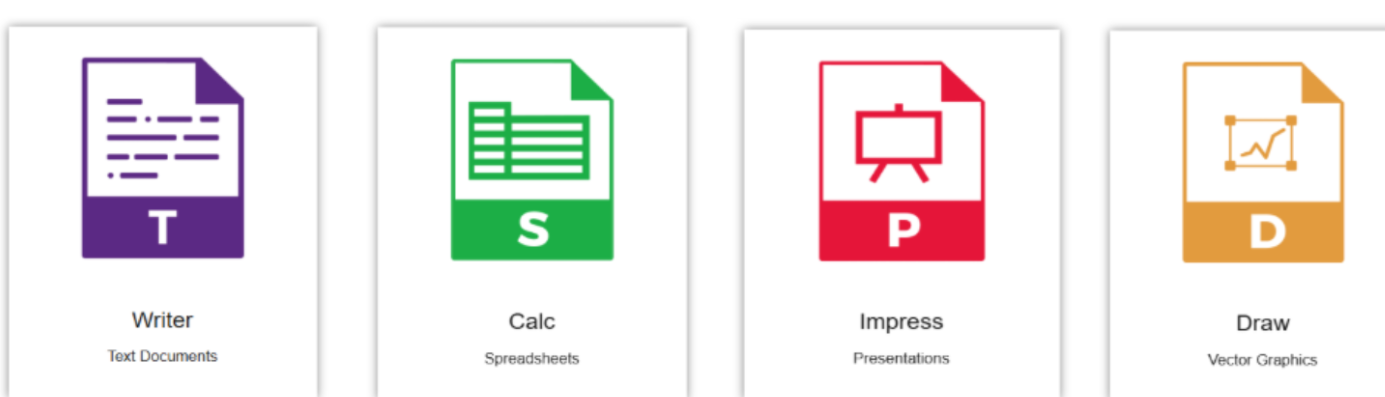 T
Writer
Text Documents
S
Calc
Spreadsheets
P
Impress
Presentations
D
Draw
Vector Graphics